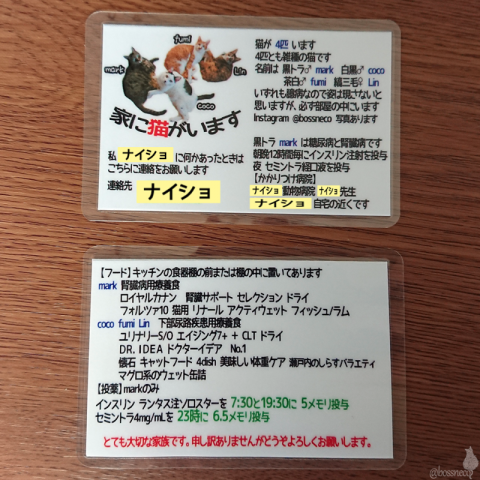 fumi
mark
Lin
coco
家に猫がいます
私 ナイショ に何かあったときは
こちらに連絡をお願いします
連絡先 ナイショ
猫が 4匹 います
4匹とも雑種の猫です
名前は 黒トラ♂ mark 白黒♂ coco
茶白♂ fumi 縞三毛♀ Lin
いずれも臆病なので姿は現さないと
思いますが、必ず部屋の中にいます
Instagram @bossneco 写真あります
黒トラ mark は糖尿病と腎臓病です
朝晩12時間毎にインスリン注射を投与
夜 セミントラ経口液を投与
【かかりつけ病院】
ナイショ 動物病院 ナイショ 先生
ナイショ 自宅の近くです
【フード】キッチンの食器棚の前または棚の中に置いてあります
mark 腎臓病用療養食
ロイヤルカナン 腎臓サポート セレクション ドライ
フォルツァ10 猫用 リナール アクティウェット フィッシュ/ラム
coco fumi Lin 下部尿路疾患用療養食
ユリナリーS/O エイジング7+ + CLT ドライ
DR. IDEA ドクターイデア No.1
懐石 キャットフード 4dish 美味しい体重ケア 瀬戸内のしらすバラエティ
マグロ系のウェット缶詰
【投薬】markのみ
インスリン ランタス注ソロスターを 7:30と19:30に 5メモリ投与
セミントラ4mg/mLを 23時に 6.5メモリ投与
とても大切な家族です。申し訳ありませんがどうぞよろしくお願いします。
@bossneco